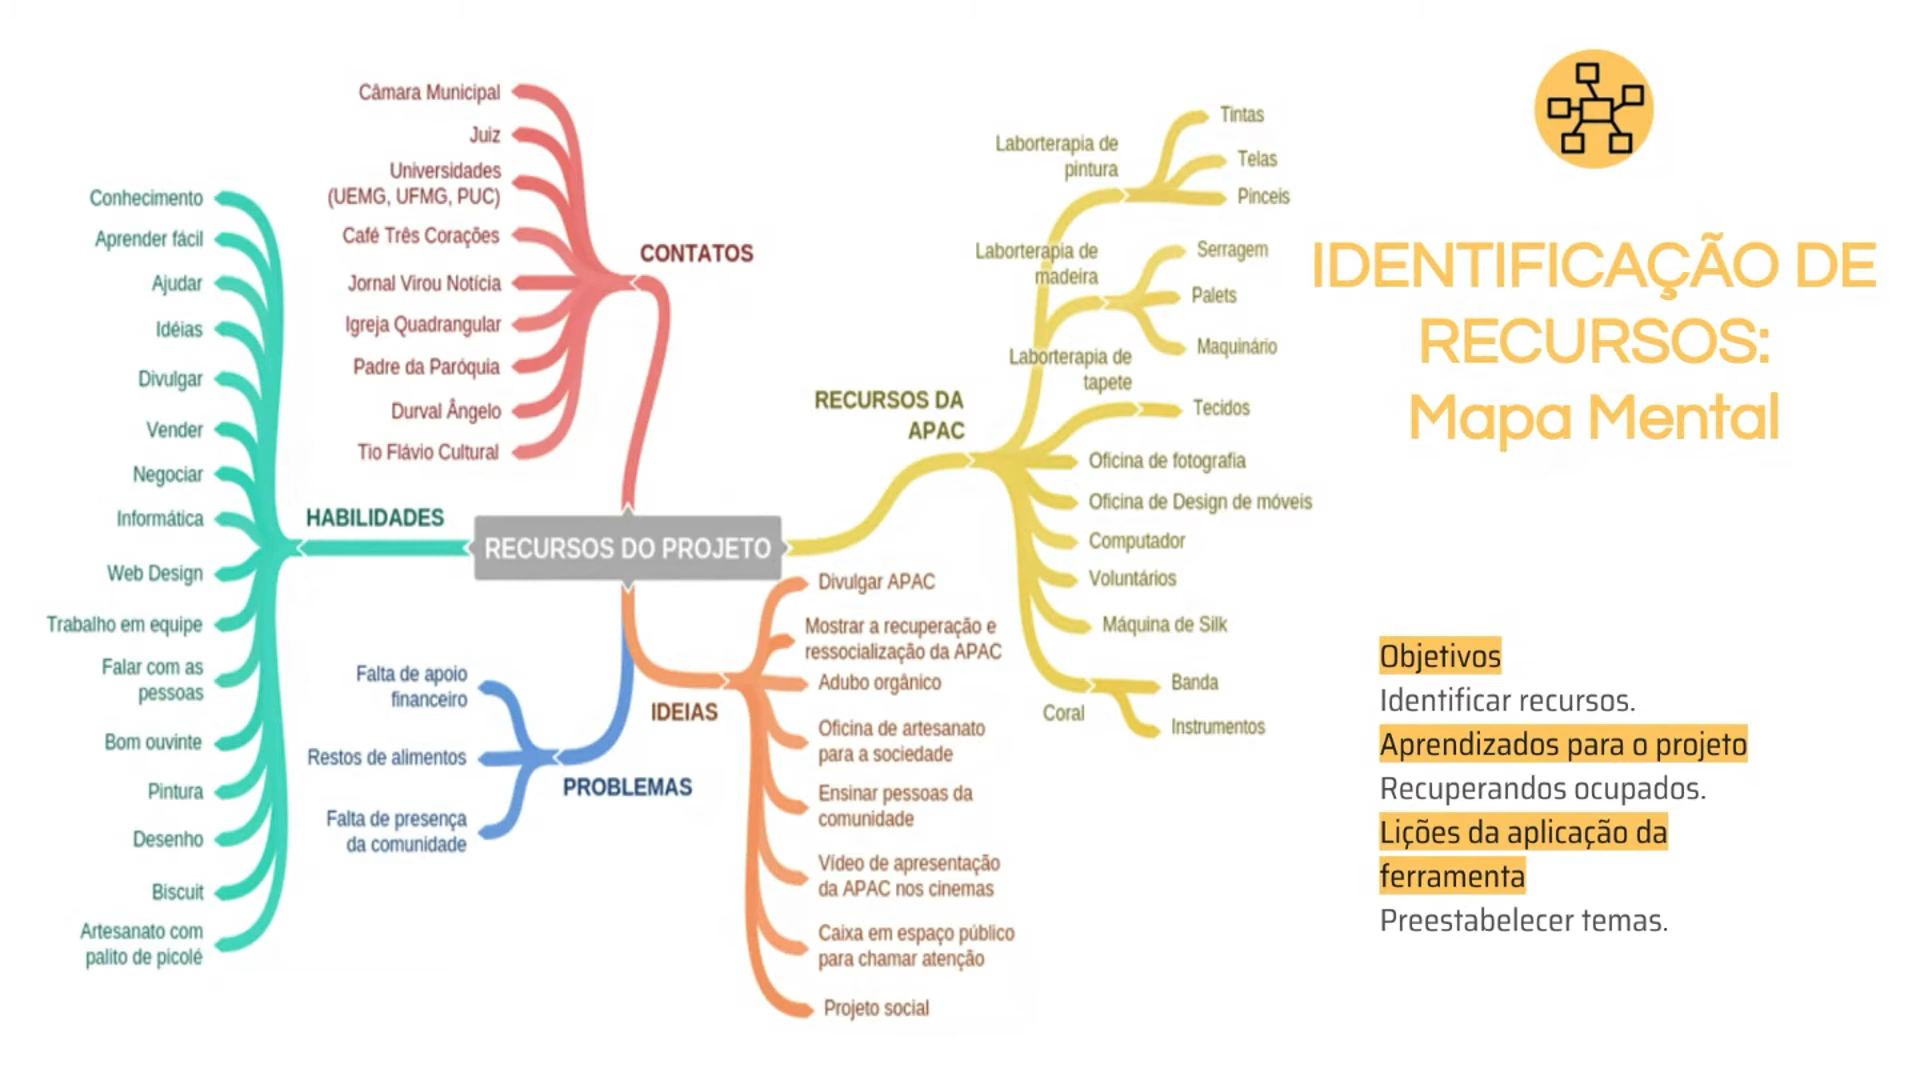 IDENTIFICAÇÃO DE
RECURSOS:
Mapa Mental
Objetivos
Identificar recursos.
Aprendizados para o projeto
Recuperandos ocupados.
Lições da aplicação da
ferramenta
Preestabelecer temas.
RECURSOS DO PROJETO
HABILIDADES
Conhecimento
Aprender fácil
Ajudar
Idéias
Divulgar
Vender
Negociar
Informática
Web Design
Trabalho em equipe
Falar com as
pessoas
Bom ouvinte
Pintura
Desenho
Biscuit
Artesanato com
palito de picolé
CONTATOS
Câmara Municipal
Juiz
Universidades
(UEMG, UFMG, PUC)
Café Três Corações
Jornal Virou Notícia
Igreja Quadrangular
Padre da Paróquia
Durval Ângelo
Tio Flávio Cultural
RECURSOS DA
APAC
Laborterapia de
pintura
Tintas
Telas
Pinceis
Laborterapia de
madeira
Serragem
Palets
Maquinário
Laborterapia de
tapete
Tecidos
Oficina de fotografia
Oficina de Design de móveis
Computador
Voluntários
Máquina de Silk
Coral
Banda
Instrumentos
IDEIAS
Divulgar APAC
Mostrar a recuperação e
ressocialização da APAC
Adubo orgânico
Oficina de artesanato
para a sociedade
Ensinar pessoas da
comunidade
Vídeo de apresentação
da APAC nos cinemas
Caixa em espaço público
para chamar atenção
Projeto social
PROBLEMAS
Falta de apoio
financeiro
Restos de alimentos
Falta de presença
da comunidade